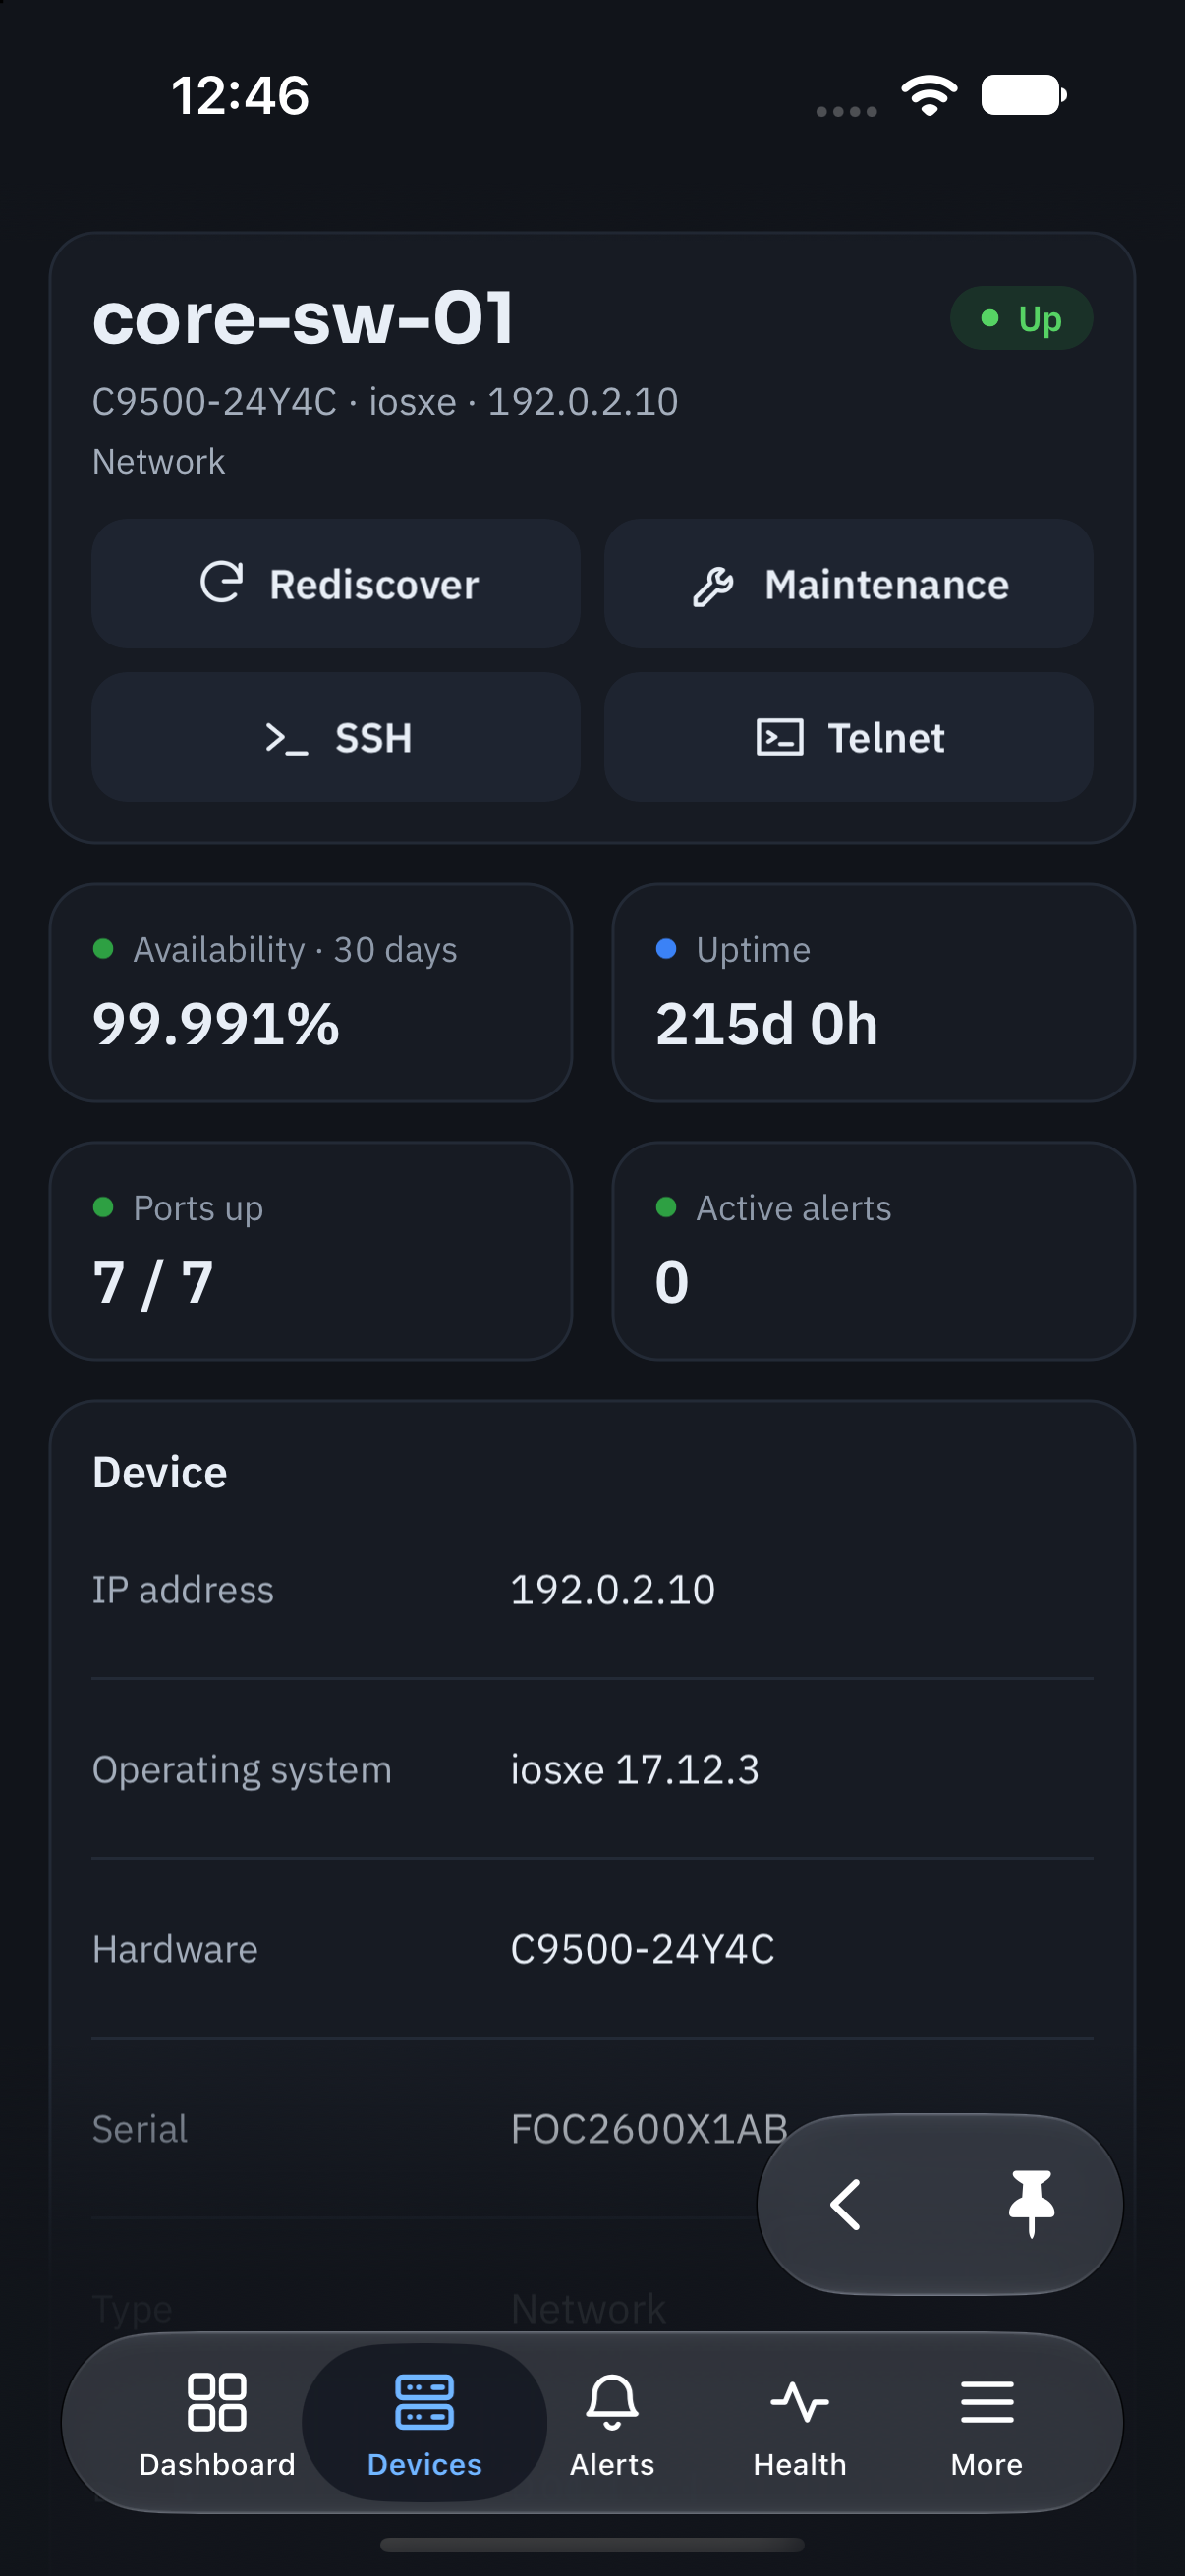 12:46
core-sw-01
Up
C9500-24Y4C · iosxe · 192.0.2.10
Network
Rediscover
Maintenance
SSH
Telnet
Availability · 30 days
99.991%
Uptime
215d 0h
Ports up
7 / 7
Active alerts
0
Device
IP address 192.0.2.10
Operating system iosxe 17.12.3
Hardware C9500-24Y4C
Serial FOC2600X1AB
Type Network
Dashboard
Devices
Alerts
Health
More